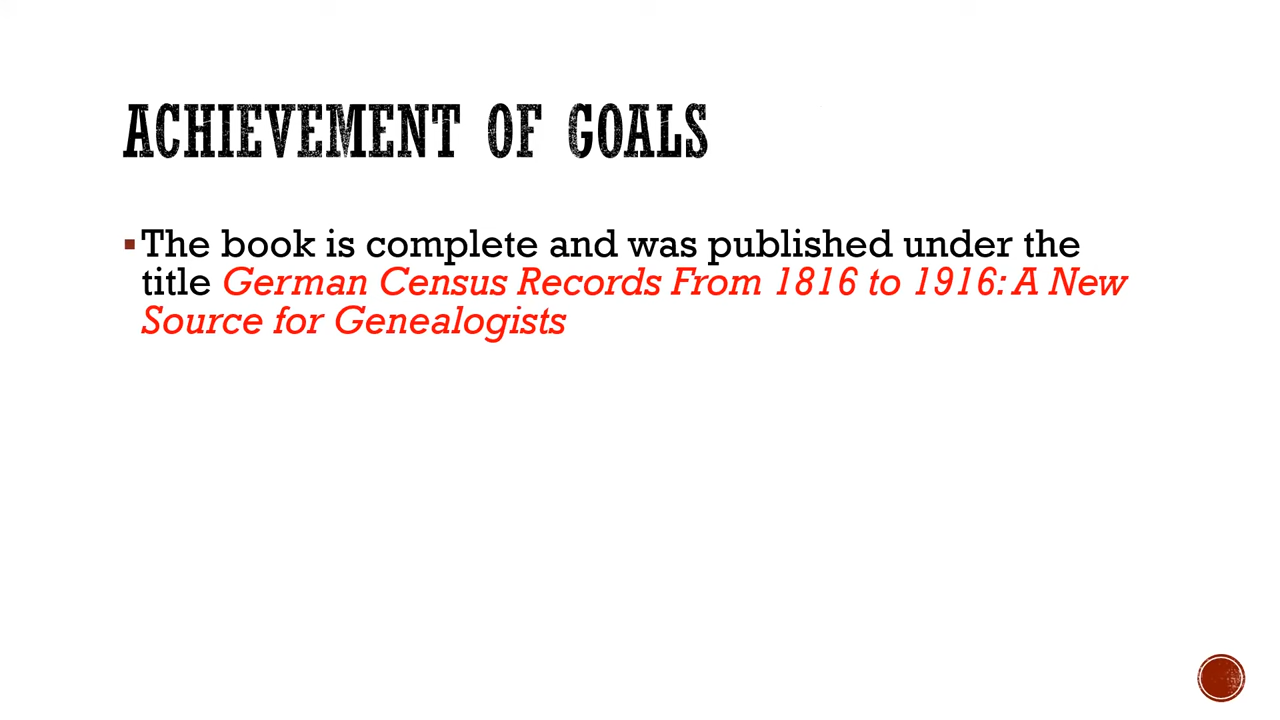 ACHIEVEMENT OF GOALS
▪The book is complete and was published under the
title German Census Records From 1816 to 1916: A New
Source for Genealogists